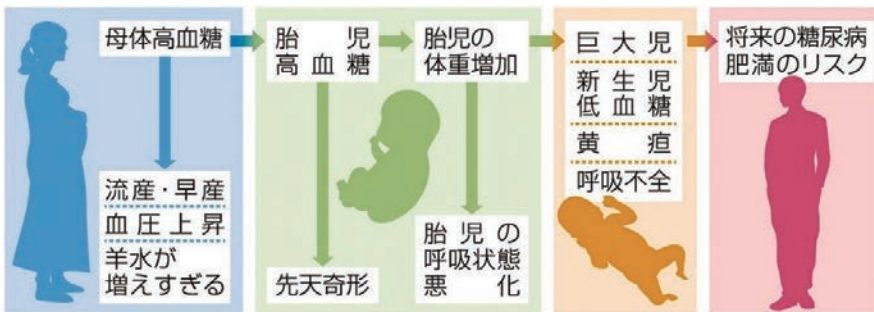 母体高血糖
流産・早産
血圧上昇
羊水が
増えすぎる
胎児
高血糖
先天奇形
胎児の
体重増加
胎児の
呼吸状態
悪化
巨大児
新生児
低血糖
黄疸
呼吸不全
将来の糖尿病
肥満のリスク